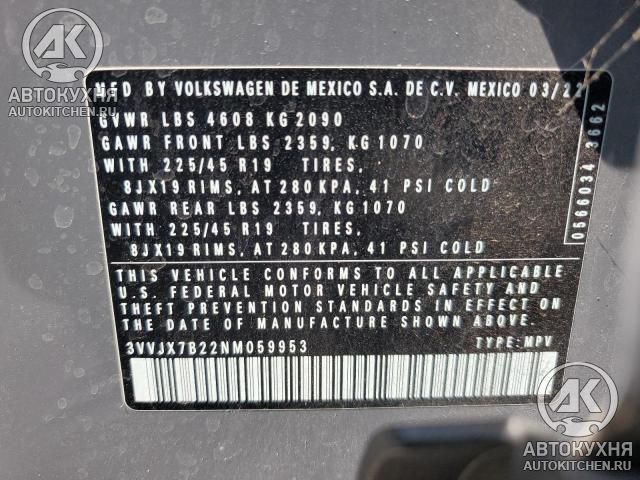 AK
АВТОКУХНЯ
AUTOKITCHEN.RU
MFD BY VOLKSWAGEN DE MEXICO S.A. DE C.V. MEXICO 03/22
GVWR LBS 4608 KG 2090
GAWR FRONT LBS 2359, KG 1070
WITH 225/45 R19 TIRES,
8JX19 RIMS, AT 280 KPA, 41 PSI COLD
GAWR REAR LBS 2359, KG 1070
WITH 225/45 R19 TIRES,
8JX19 RIMS, AT 280 KPA, 41 PSI COLD
THIS VEHICLE CONFORMS TO ALL APPLICABLE
U.S. FEDERAL MOTOR VEHICLE SAFETY AND
THEFT PREVENTION STANDARDS IN EFFECT ON
THE DATE OF MANUFACTURE SHOWN ABOVE.
3VVJX7B22NM059953 TYPE: MPV
0566034 3662
AK
АВТОКУХНЯ
AUTOKITCHEN.RU